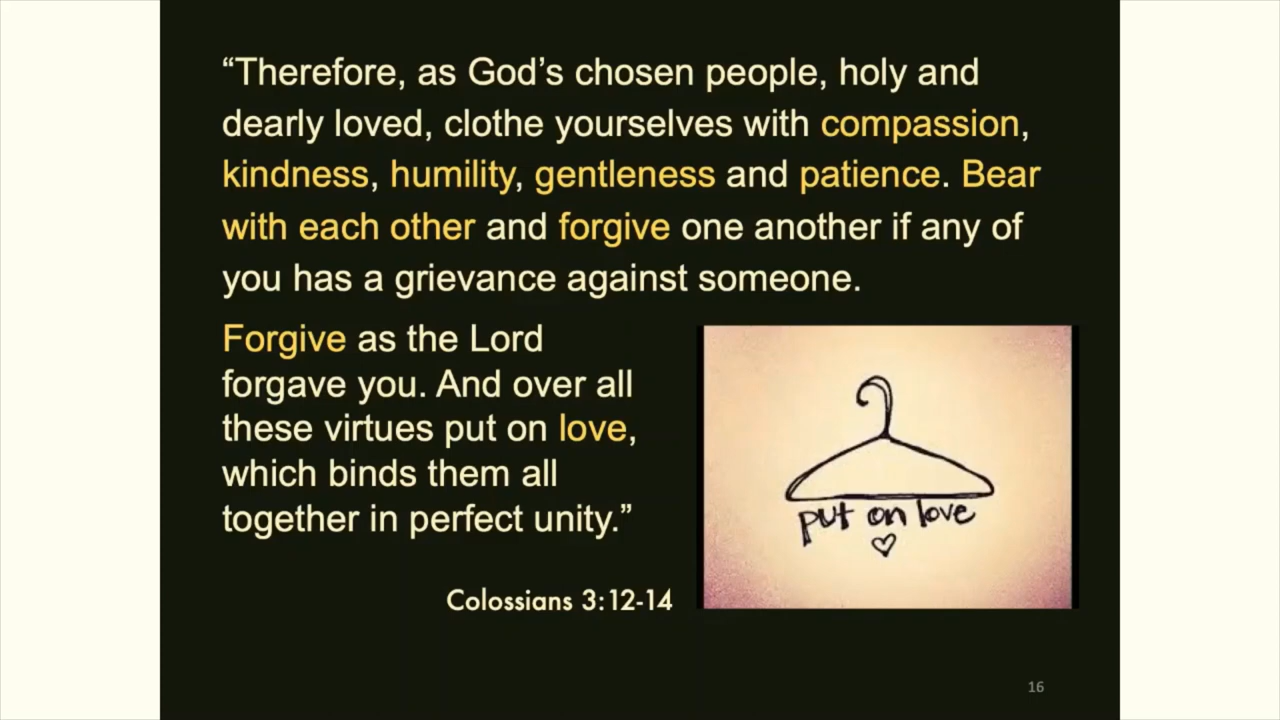 “Therefore, as God’s chosen people, holy and
dearly loved, clothe yourselves with compassion,
kindness, humility, gentleness and patience. Bear
with each other and forgive one another if any of
you has a grievance against someone.
Forgive as the Lord
forgave you. And over all
these virtues put on love,
which binds them all
together in perfect unity.”
put on love
Colossians 3:12-14
16